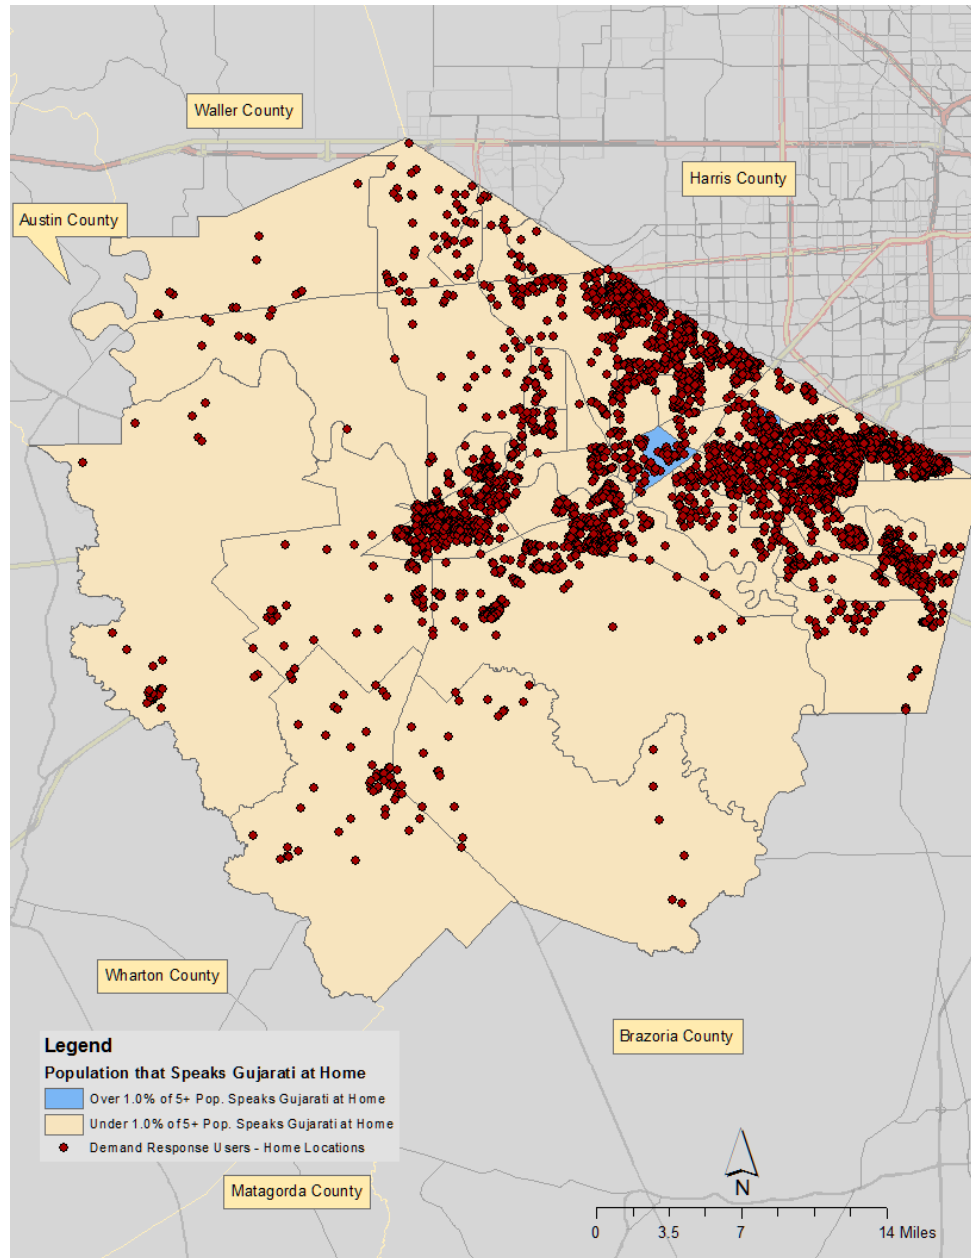 Waller County
Harris County
Austin County
Wharton County
Brazoria County
Legend
Population that Speaks Gujarati at Home
Over 1.0% of 5+ Pop. Speaks Gujarati at Home
Under 1.0% of 5+ Pop. Speaks Gujarati at Home
Demand Response Users - Home Locations
Matagorda County
N
0 3.5 7 14 Miles